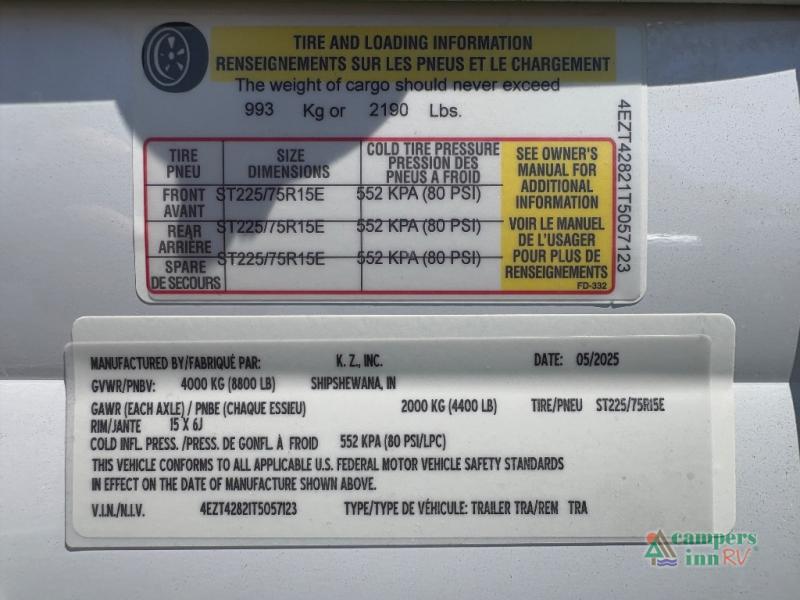 TIRE AND LOADING INFORMATION
RENSEIGNEMENTS SUR LES PNEUS ET LE CHARGEMENT
The weight of cargo should never exceed
993 Kg or 2190 Lbs.
TIRE
PNEU
SIZE
DIMENSIONS
COLD TIRE PRESSURE
PRESSION DES
PNEUS A FROID
FRONT
AVANT
ST225/75R15E
552 KPA (80 PSI)
REAR
ARRIÈRE
ST225/75R15E
552 KPA (80 PSI)
SPARE
DE SECOURS
ST225/75R15E
552 KPA (80 PSI)
SEE OWNER'S
MANUAL FOR
ADDITIONAL
INFORMATION
VOIR LE MANUEL
DE L'USAGER
POUR PLUS DE
RENSEIGNEMENTS
FD-332
4EZT42821T5057123
MANUFACTURED BY/FABRIQUÉ PAR: K. Z., INC. DATE: 05/2025
GVWR/PNBV: 4000 KG (8800 LB) SHIPSHEWANA, IN
GAWR (EACH AXLE) / PNBE (CHAQUE ESSIEU) 2000 KG (4400 LB) TIRE/PNEU ST225/75R15E
RIM/JANTE 15 X 6J
COLD INFL. PRESS. /PRESS. DE GONFL. À FROID 552 KPA (80 PSI/LPC)
THIS VEHICLE CONFORMS TO ALL APPLICABLE U.S. FEDERAL MOTOR VEHICLE SAFETY STANDARDS
IN EFFECT ON THE DATE OF MANUFACTURE SHOWN ABOVE.
V.I.N./N.I.V. 4EZT42821T5057123 TYPE/TYPE DE VÉHICULE: TRAILER TRA/REM TRA
campers
inn RV